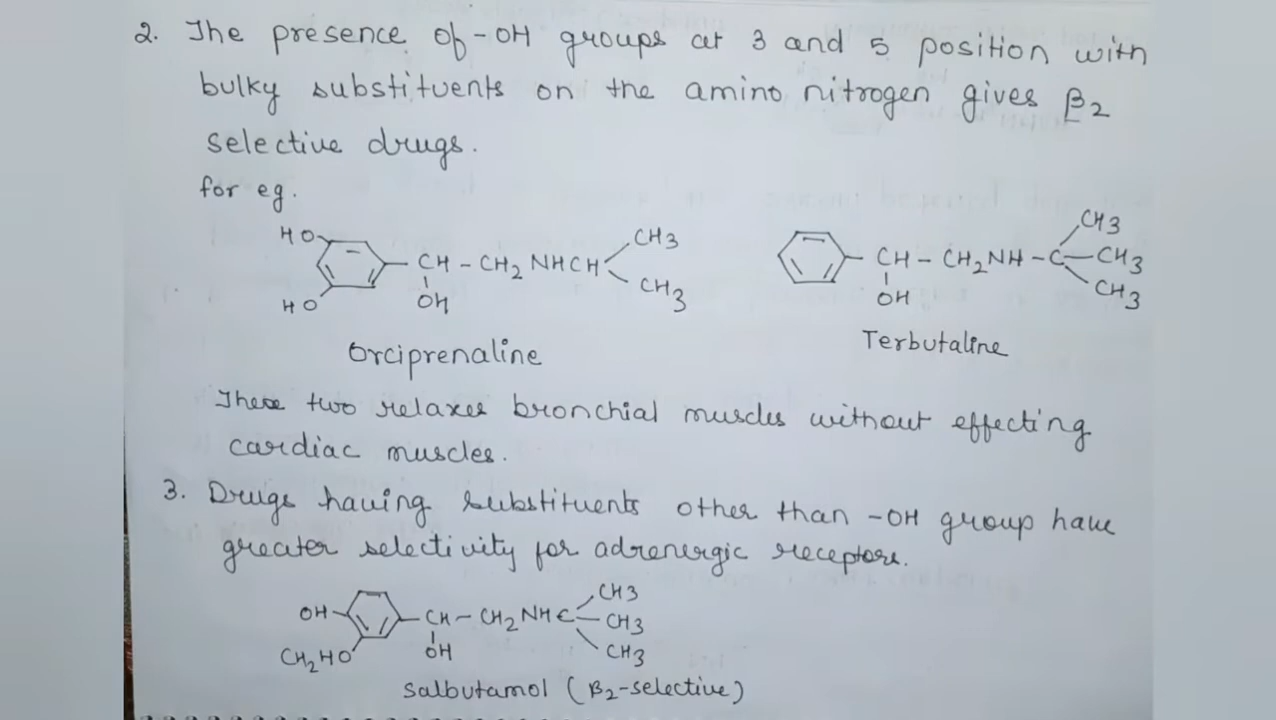 2. The presence of -OH groups at 3 and 5 position with
bulky substituents on the amino nitrogen gives β2
selective drugs.
for eg.
HO
HO
CH - CH2 NHCH
OH
CH3
CH3
Orciprenaline
CH - CH2NH - C - CH3
OH
CH3
CH3
Terbutaline
These two relaxes bronchial muscles without effecting
cardiac muscles.
3. Drugs having substituents other than -OH group have
greater selectivity for adrenergic receptors.
OH
CH2HO
CH - CH2NHC - CH3
OH
CH3
CH3
Salbutamol (β2-selective)